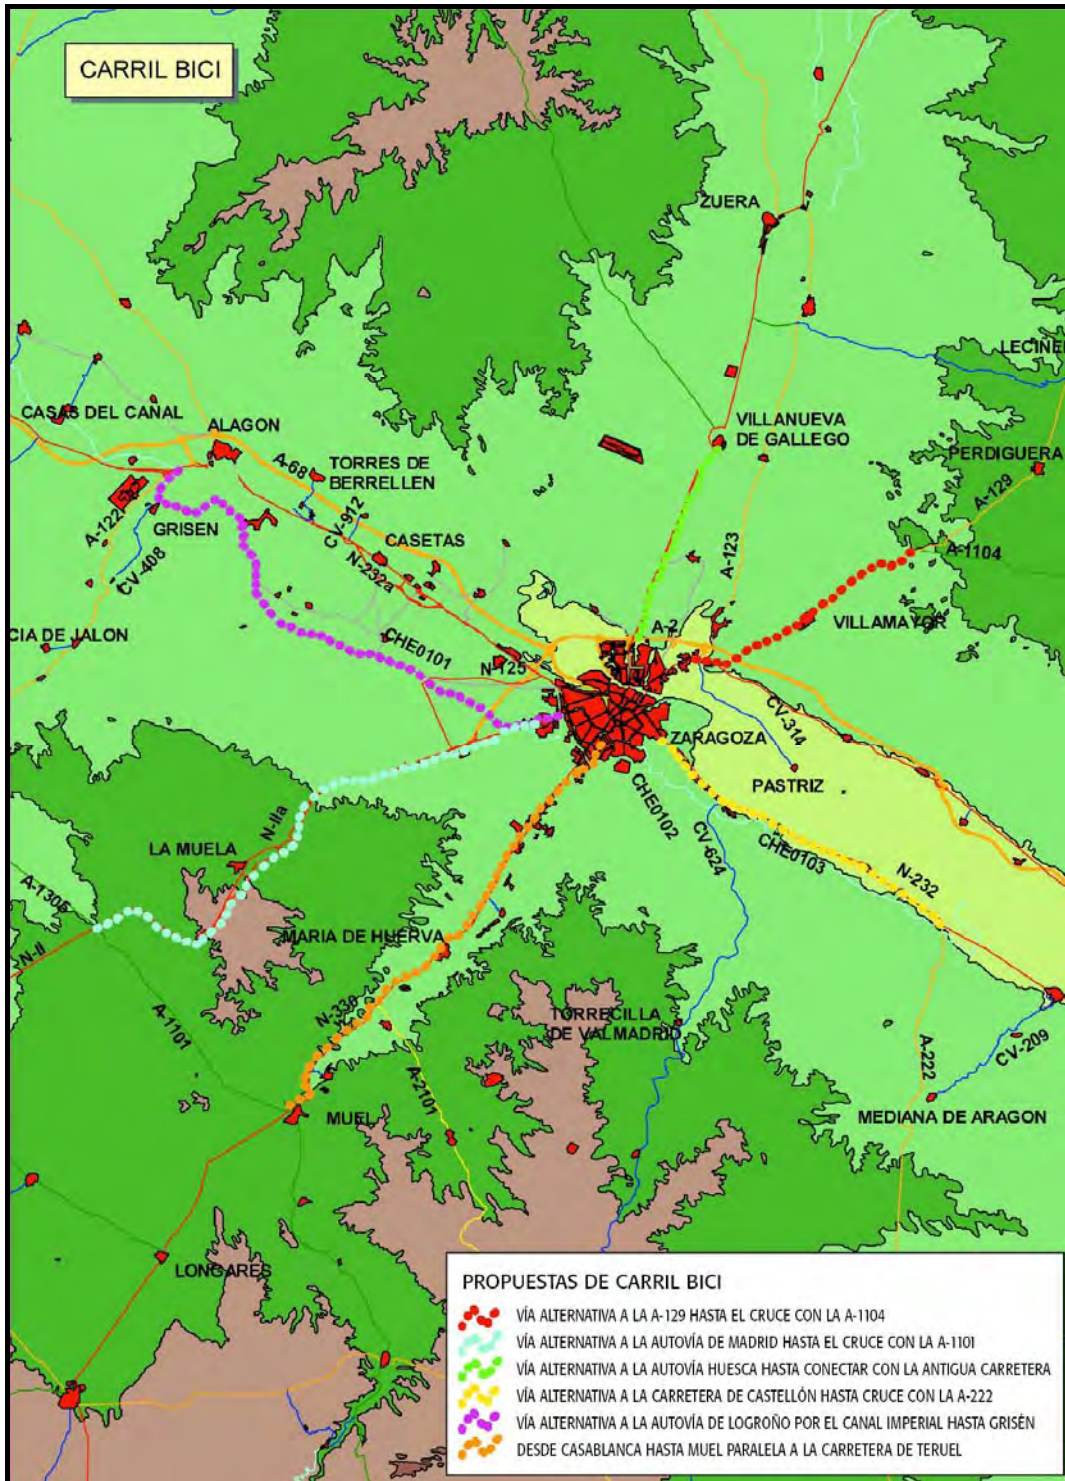 CARRIL BICI
ZUERA
LECIÑE
CASAS DEL CANAL
ALAGON
VILLANUEVA
DE GALLEGO
A-68
TORRES DE
BERRELLEN
PERDIGUERA
A-129
A-122
GRISEN
CV-912
CASETAS
A-123
A-1104
CV-408
N-232a
VILLAMAYOR
CIA DE JALON
CHE0101
A-2
N-125
CV-314
ZARAGOZA
PASTRIZ
N-IIa
CHE0102
CV-624
CHE0103
LA MUELA
N-232
A-1305
MARIA DE HUERVA
N-II
N-330
TORRECILLA
DE VALMADRID
A-1101
A-222
CV-209
A-2101
MUEL
MEDIANA DE ARAGON
LONGARES
PROPUESTAS DE CARRIL BICI
VÍA ALTERNATIVA A LA A-129 HASTA EL CRUCE CON LA A-1104
VÍA ALTERNATIVA A LA AUTOVÍA DE MADRID HASTA EL CRUCE CON LA A-1101
VÍA ALTERNATIVA A LA AUTOVÍA HUESCA HASTA CONECTAR CON LA ANTIGUA CARRETERA
VÍA ALTERNATIVA A LA CARRETERA DE CASTELLÓN HASTA CRUCE CON LA A-222
VÍA ALTERNATIVA A LA AUTOVÍA DE LOGROÑO POR EL CANAL IMPERIAL HASTA GRISÉN
DESDE CASABLANCA HASTA MUEL PARALELA A LA CARRETERA DE TERUEL